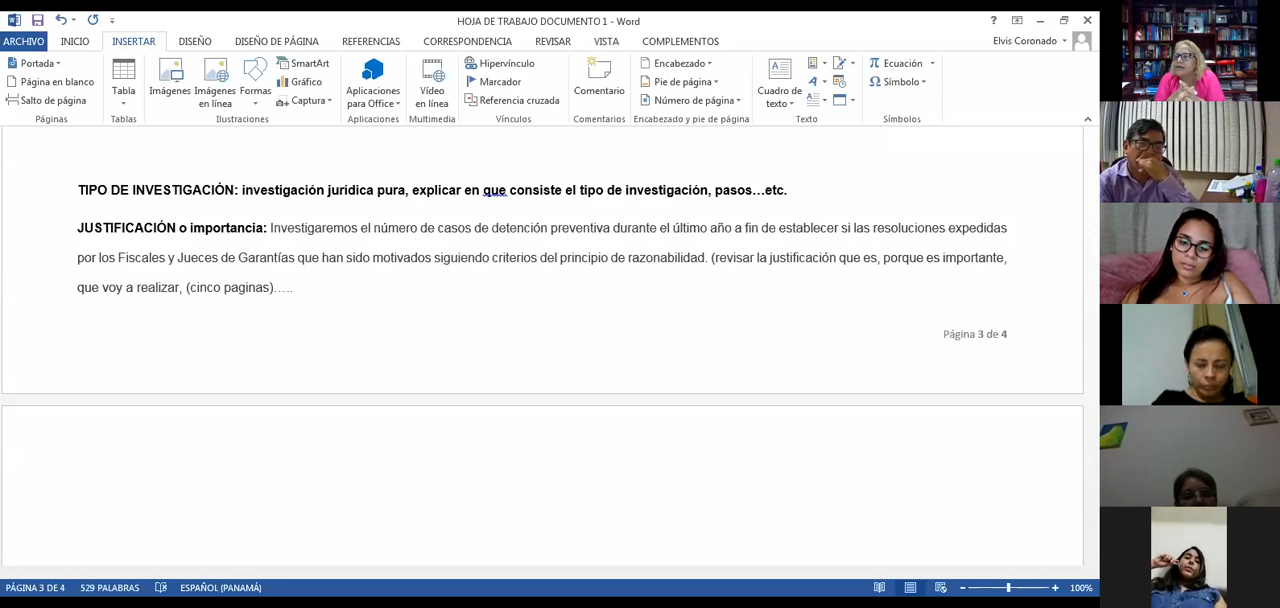 HOJA DE TRABAJO DOCUMENTO 1 - Word
ARCHIVO INICIO INSERTAR DISEÑO DISEÑO DE PÁGINA REFERENCIAS CORRESPONDENCIA REVISAR VISTA COMPLEMENTOS Elvis Coronado
Portada
Página en blanco
Salto de página
Páginas
Tabla
Tablas
Imágenes
Imágenes en línea
Formas
SmartArt
Gráfico
Captura
Ilustraciones
Aplicaciones para Office
Aplicaciones
Vídeo en línea
Multimedia
Hipervínculo
Marcador
Referencia cruzada
Vínculos
Comentario
Comentarios
Encabezado
Pie de página
Número de página
Encabezado y pie de página
Cuadro de texto
Texto
Ecuación
Símbolo
Símbolos
TIPO DE INVESTIGACIÓN: investigación jurídica pura, explicar en que consiste el tipo de investigación, pasos…etc.
JUSTIFICACIÓN o importancia: Investigaremos el número de casos de detención preventiva durante el último año a fin de establecer si las resoluciones expedidas
por los Fiscales y Jueces de Garantías que han sido motivados siguiendo criterios del principio de razonabilidad. (revisar la justificación que es, porque es importante,
que voy a realizar, (cinco paginas)…..
Página 3 de 4
PÁGINA 3 DE 4 529 PALABRAS ESPAÑOL (PANAMÁ) 100%